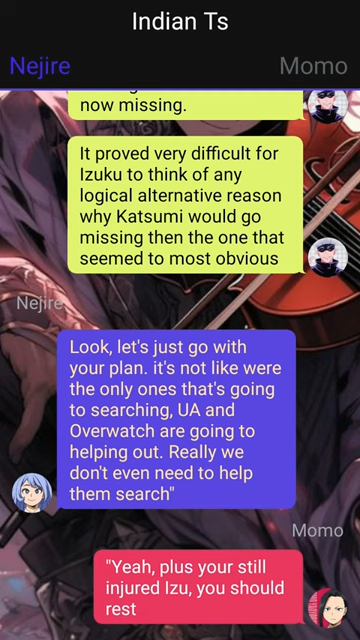 Indian Ts
Nejire
Momo
now missing.
It proved very difficult for
Izuku to think of any
logical alternative reason
why Katsumi would go
missing then the one that
seemed to most obvious
Nejire
Look, let's just go with
your plan. it's not like were
the only ones that's going
to searching, UA and
Overwatch are going to
helping out. Really we
don't even need to help
them search"
Momo
"Yeah, plus your still
injured Izu, you should
rest